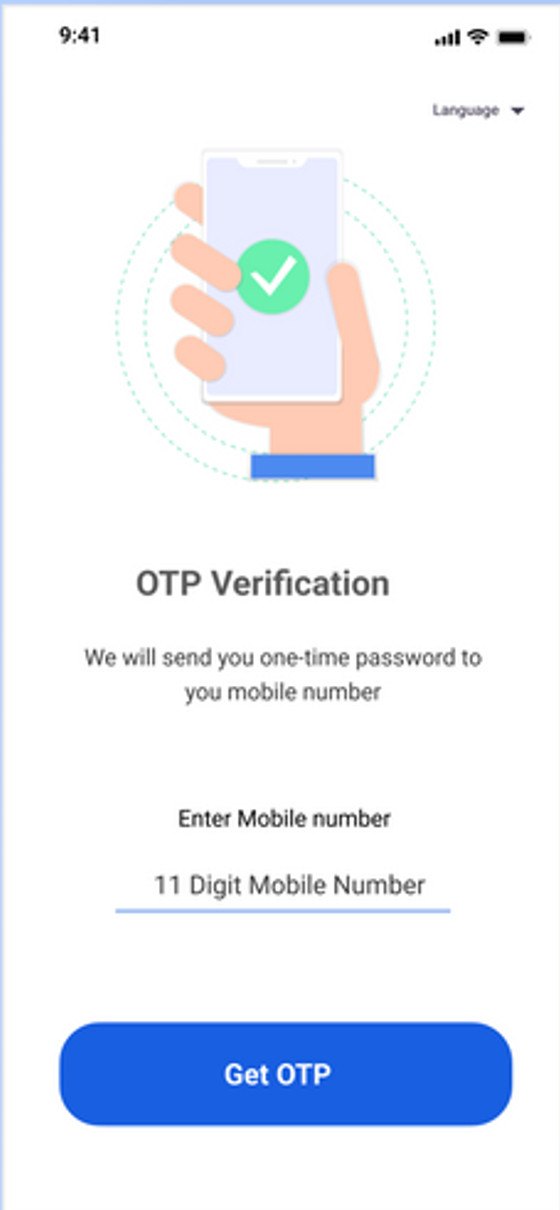 9:41
Language
OTP Verification
We will send you one-time password to
you mobile number
Enter Mobile number
11 Digit Mobile Number
Get OTP